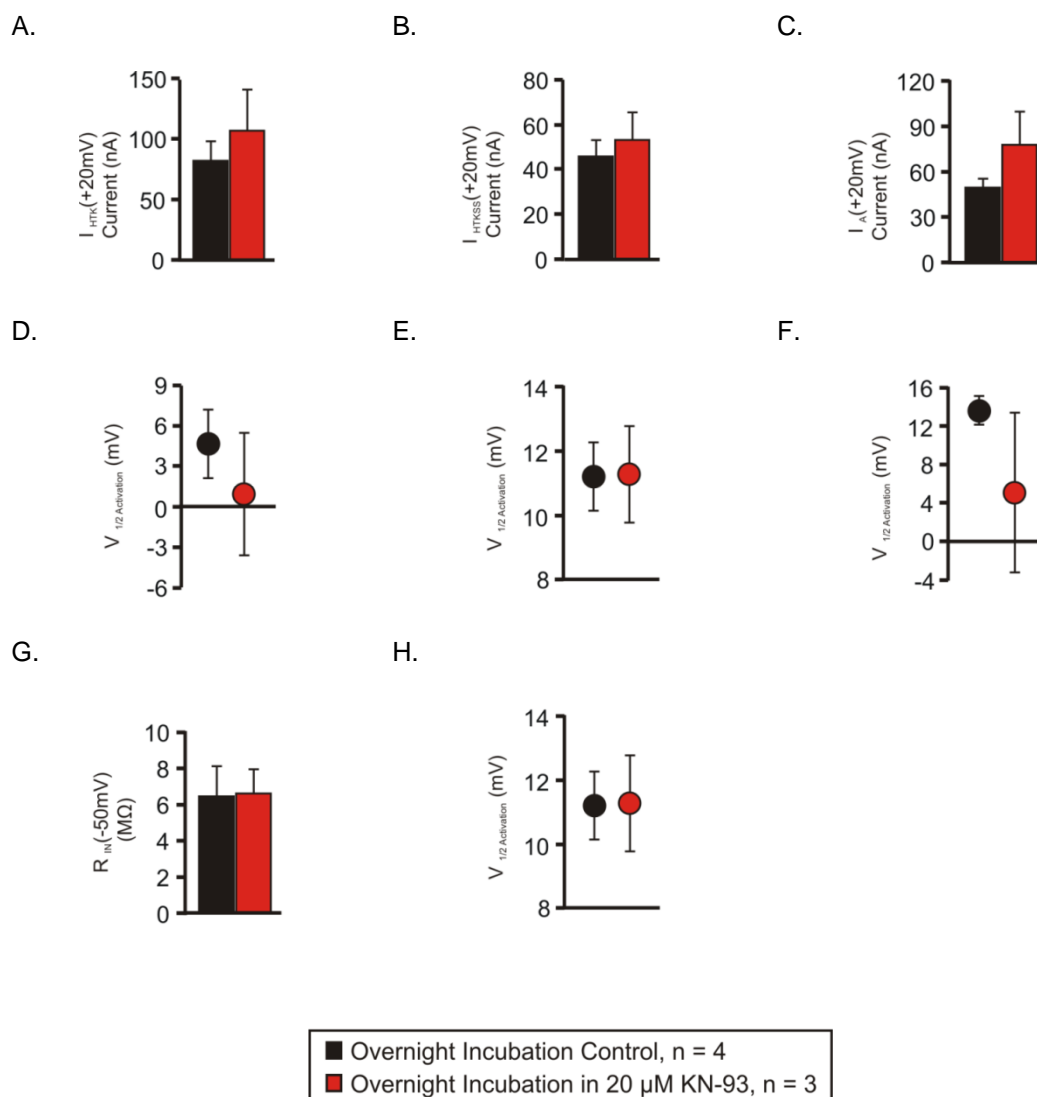 A.
B.
C.
I HTK(+20mV)
Current (nA)
150
100
50
0
I HTKSS(+20mV)
Current (nA)
80
60
40
20
0
I A(+20mV)
Current (nA)
120
90
60
30
0
D.
E.
F.
V 1/2 Activation (mV)
9
6
3
0
-3
-6
V 1/2 Activation (mV)
14
12
10
8
V 1/2 Activation (mV)
16
12
8
4
0
-4
G.
H.
R IN(-50mV)
(MΩ)
10
8
6
4
2
0
V 1/2 Activation (mV)
14
12
10
8
Overnight Incubation Control, n = 4
Overnight Incubation in 20 µM KN-93, n = 3